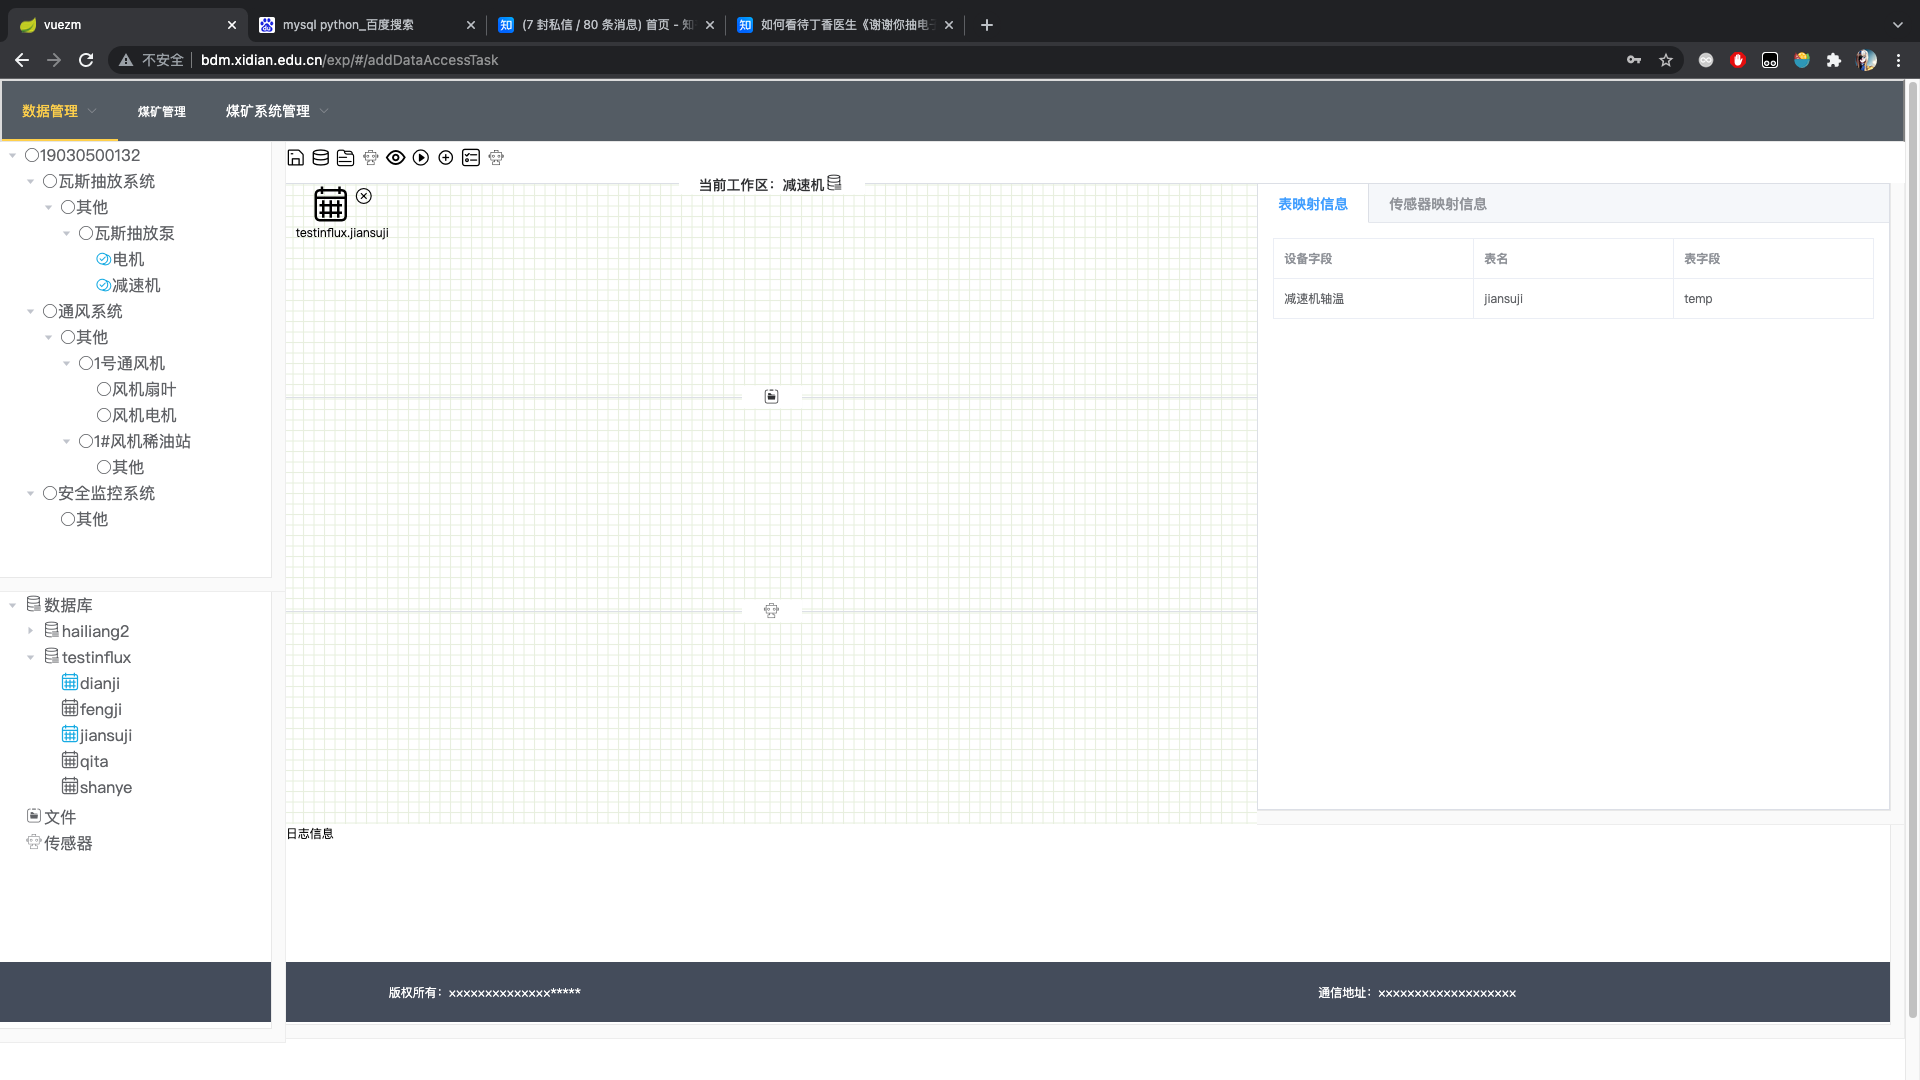 vuezm
mysql python_百度搜索
(7 封私信 / 80 条消息) 首页 - 知
如何看待丁香医生《谢谢你抽电子
不安全
bdm.xidian.edu.cn/exp/#/addDataAccessTask
数据管理
煤矿管理
煤矿系统管理
19030500132
瓦斯抽放系统
其他
瓦斯抽放泵
电机
减速机
通风系统
其他
1号通风机
风机扇叶
风机电机
1#风机稀油站
其他
安全监控系统
其他
数据库
hailiang2
testinflux
dianji
fengji
jiansuji
qita
shanye
文件
传感器
当前工作区：减速机
testinflux.jiansuji
表映射信息
传感器映射信息
设备字段 表名 表字段
减速机轴温 jiansuji temp
日志信息
版权所有：xxxxxxxxxxxxxx*****
通信地址：xxxxxxxxxxxxxxxxxxx